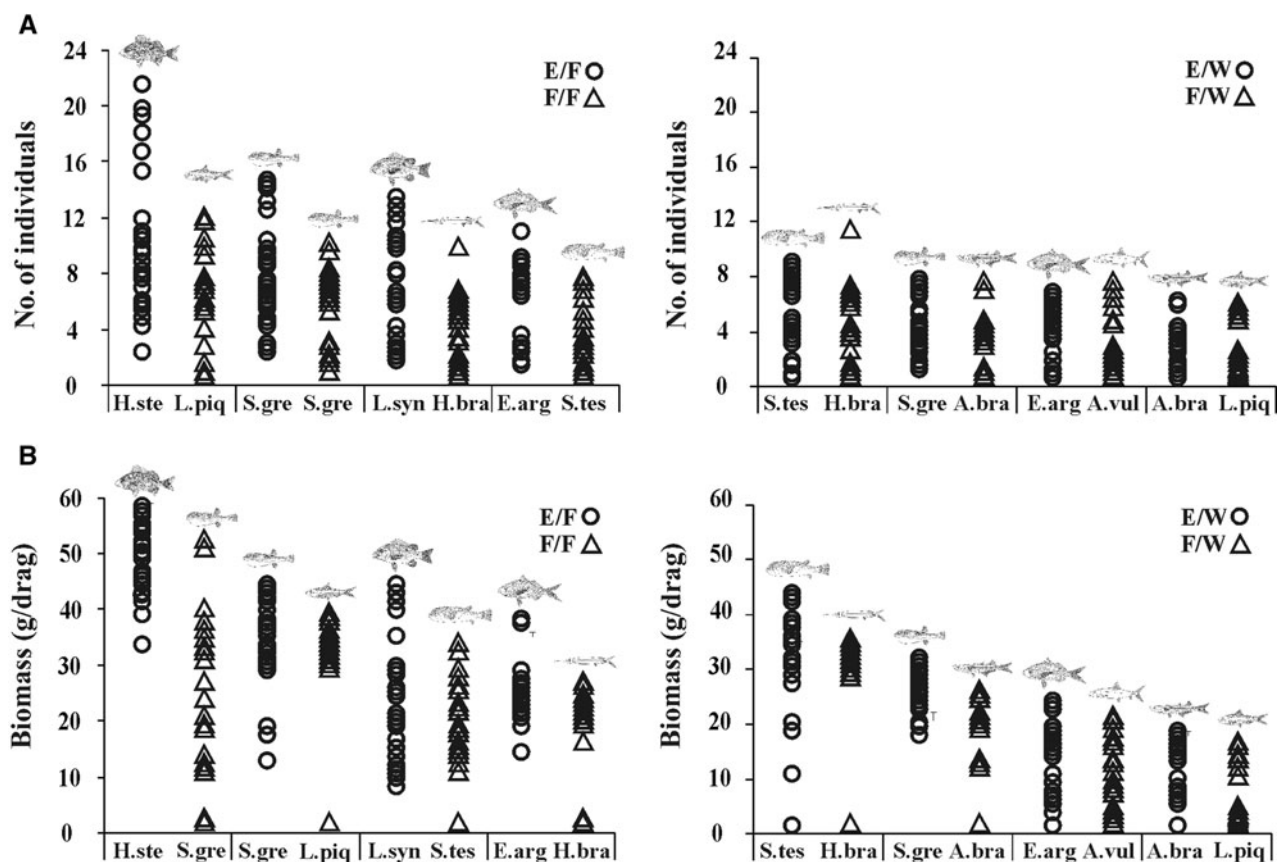 A
24
20
16
12
8
4
0
No. of individuals
E/F
F/F
H.ste L.piq S.gre S.gre L.syn H.bra E.arg S.tes
24
20
16
12
8
4
0
No. of individuals
E/W
F/W
S.tes H.bra S.gre A.bra E.arg A.vul A.bra L.piq
B
60
50
40
30
20
10
0
Biomass (g/drag)
E/F
F/F
H.ste S.gre S.gre L.piq L.syn S.tes E.arg H.bra
60
50
40
30
20
10
0
Biomass (g/drag)
E/W
F/W
S.tes H.bra S.gre A.bra E.arg A.vul A.bra L.piq